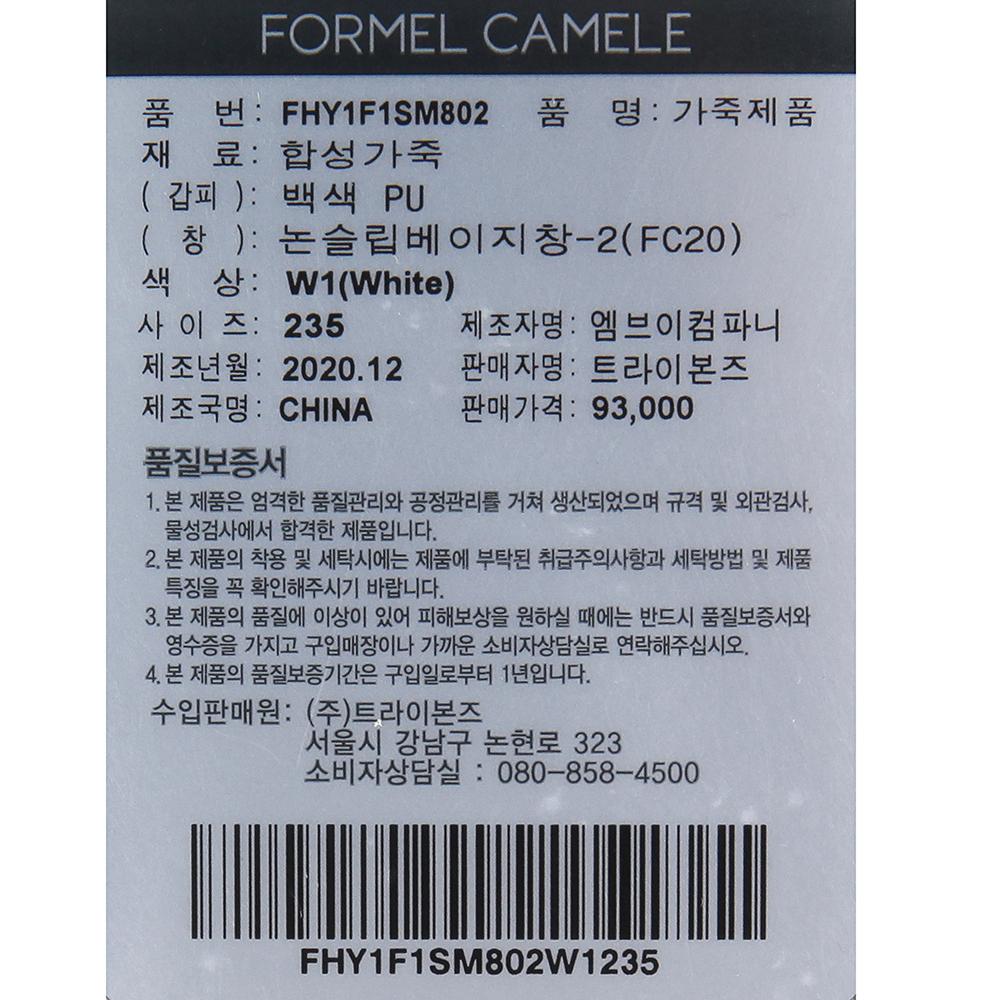 FORMEL CAMELE
품 번: FHY1F1SM802 품 명: 가죽제품
재 료: 합성가죽
( 갑피 ): 백색 PU
( 창 ): 논슬립베이지창-2(FC20)
색 상: W1(White)
사 이 즈: 235 제조자명: 엠브이컴파니
제조년월: 2020.12 판매자명: 트라이본즈
제조국명: CHINA 판매가격: 93,000
품질보증서
1. 본 제품은 엄격한 품질관리와 공정관리를 거쳐 생산되었으며 규격 및 외관검사,
물성검사에서 합격한 제품입니다.
2. 본 제품의 착용 및 세탁시에는 제품에 부탁된 취급주의사항과 세탁방법 및 제품
특징을 꼭 확인해주시기 바랍니다.
3. 본 제품의 품질에 이상이 있어 피해보상을 원하실 때에는 반드시 품질보증서와
영수증을 가지고 구입매장이나 가까운 소비자상담실로 연락해주십시오.
4. 본 제품의 품질보증기간은 구입일로부터 1년입니다.
수입판매원: (주)트라이본즈
서울시 강남구 논현로 323
소비자상담실 : 080-858-4500
FHY1F1SM802W1235